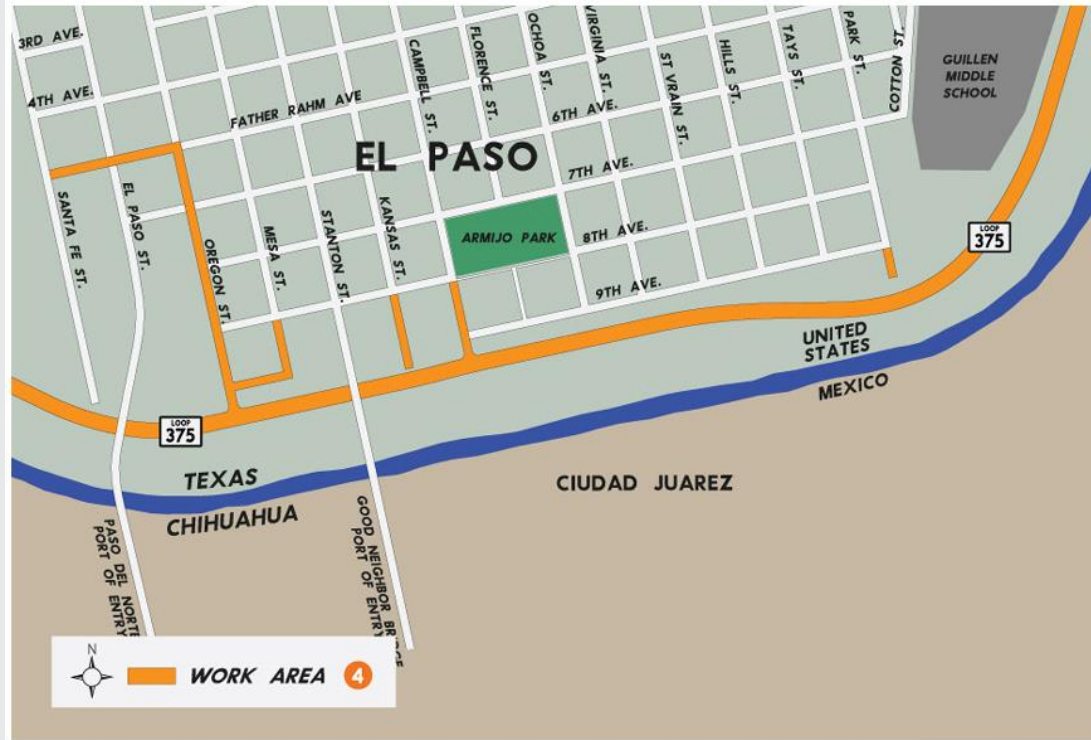 3RD AVE.
4TH AVE.
FATHER RAHM AVE
CAMPBELL ST.
FLORENCE ST.
OCHOA ST.
VIRGINIA ST.
ST VRAIN ST.
HILLS ST.
TAYS ST.
PARK ST.
COTTON ST.
GUILLEN
MIDDLE
SCHOOL
6TH AVE.
EL PASO
7TH AVE.
SANTA FE ST.
EL PASO ST.
OREGON ST.
MESA ST.
STANTON ST.
KANSAS ST.
ARMIJO PARK
8TH AVE.
9TH AVE.
LOOP
375
UNITED
STATES
MEXICO
LOOP
375
TEXAS
CHIHUAHUA
CIUDAD JUAREZ
PASO DEL NORTE
PORT OF ENTRY
GOOD NEIGHBOR BRIDGE
PORT OF ENTRY
N
WORK AREA 4